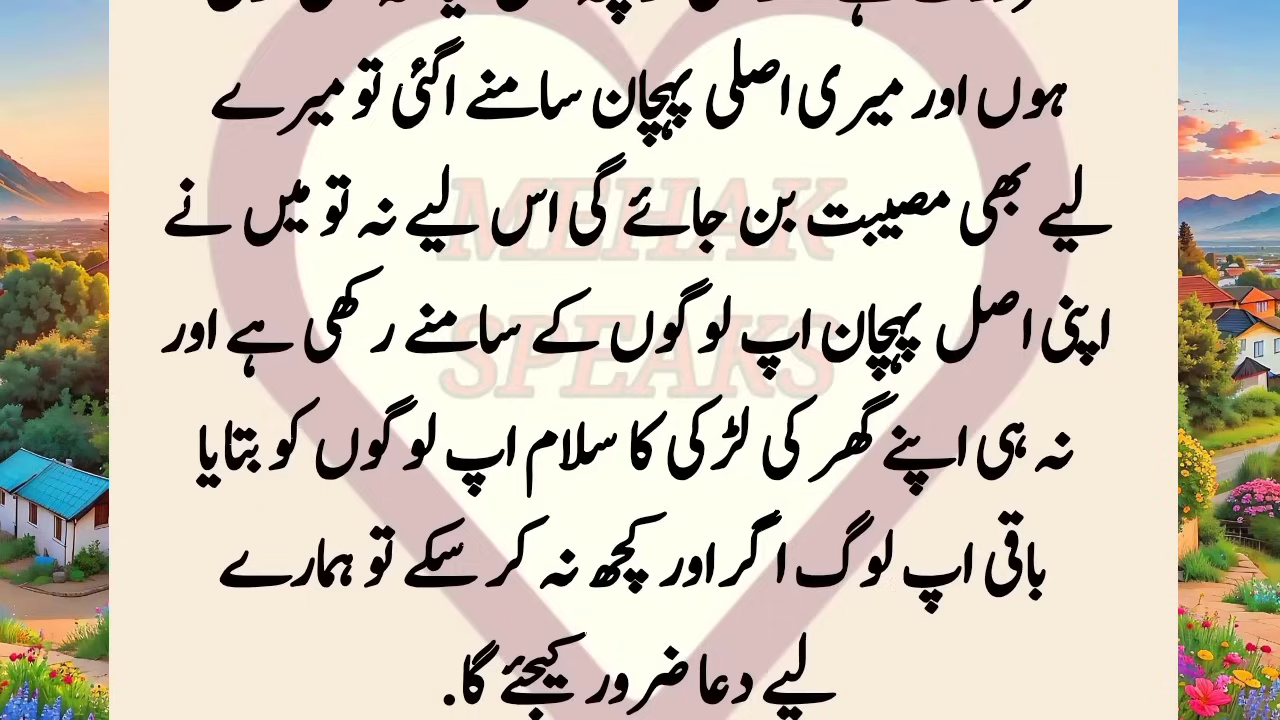 ہوں اور میری اصلی پہچان سامنے اگئی تو میرے
لیے بھی مصیبت بن جائے گی اس لیے نہ تو میں نے
اپنی اصل پہچان اپ لوگوں کے سامنے رکھی ہے اور
نہ ہی اپنے گھر کی لڑکی کا سلام اپ لوگوں کو بتایا
باقی اپ لوگ اگر اور کچھ نہ کر سکے تو ہمارے
لیے دعا ضرور کیجئے گا.
MEHAK
SPEAKS